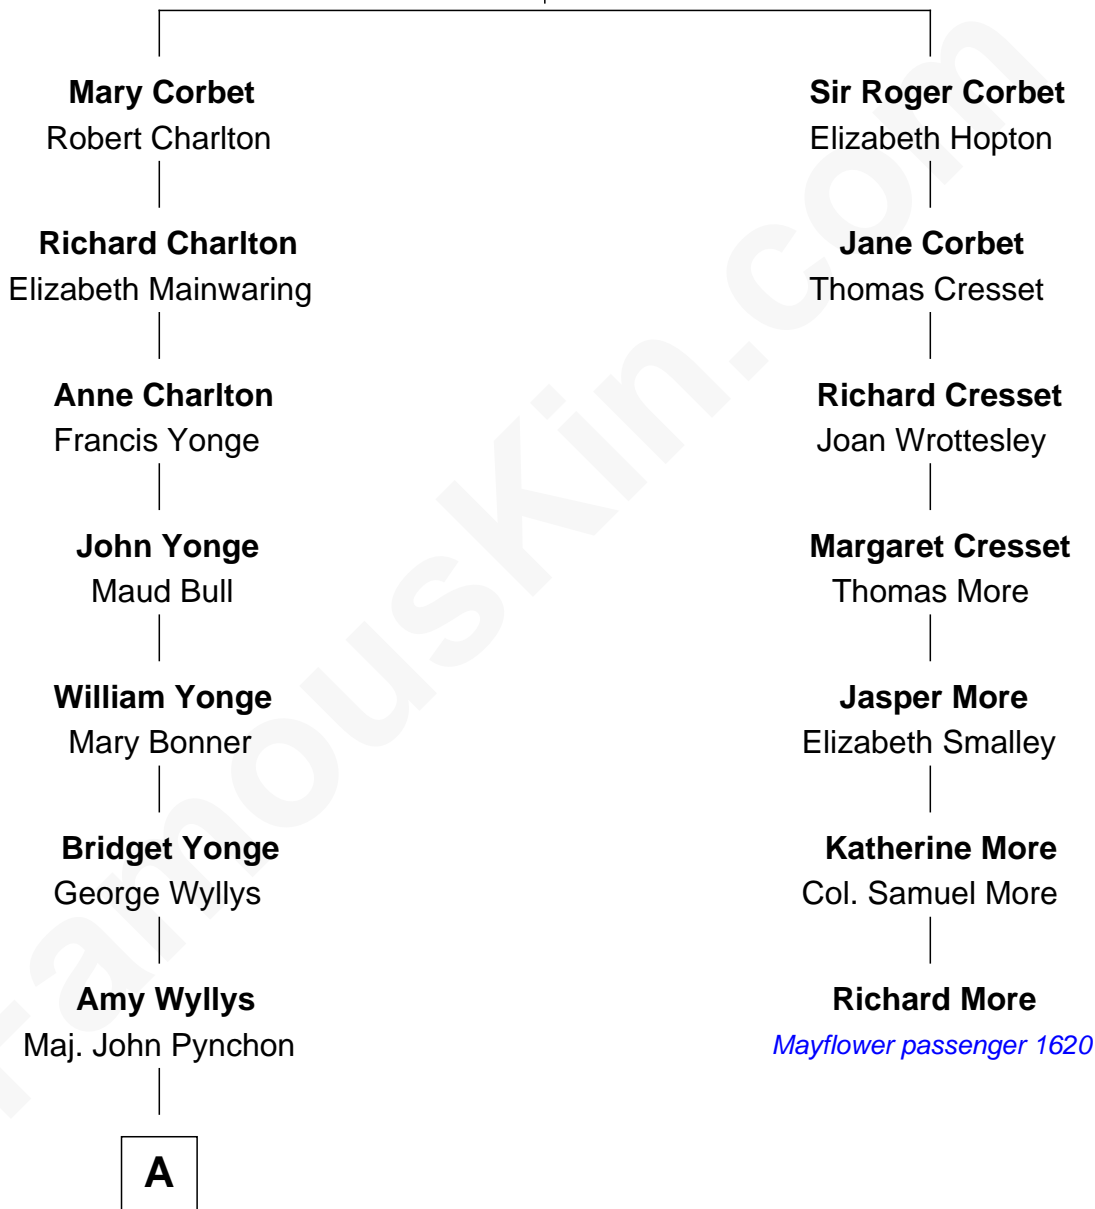 Mary Corbet
Robert Charlton
Richard Charlton
Elizabeth Mainwaring
Anne Charlton
Francis Yonge
John Yonge
Maud Bull
William Yonge
Mary Bonner
Bridget Yonge
George Wyllys
Amy Wyllys
Maj. John Pynchon
A
Sir Roger Corbet
Elizabeth Hopton
Jane Corbet
Thomas Cresset
Richard Cresset
Joan Wrottesley
Margaret Cresset
Thomas More
Jasper More
Elizabeth Smalley
Katherine More
Col. Samuel More
Richard More
Mayflower passenger 1620
FamousKin.com